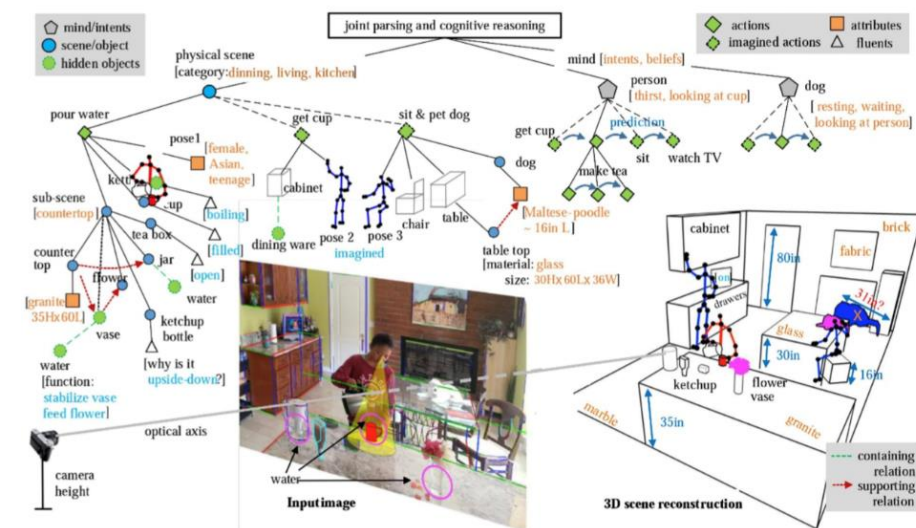 joint parsing and cognitive reasoning
mind/intents
scene/object
hidden objects
actions
attributes
imagined actions
fluents
physical scene
[category:dinning, living, kitchen]
mind [intents, beliefs]
person
[thirst, looking at cup]
dog
[resting, waiting,
looking at person]
pour water
pose1
[female,
Asian,
teenage]
get cup
sit & pet dog
dog
cabinet
dining ware
pose 2
pose 3
imagined
chair
table
[Maltese-poodle
~ 16in L]
table top
[material: glass
size: 30Hx60Lx36W]
get cup
prediction
sit
watch TV
make tea
sub-scene
[countertop]
cup
[boiling]
tea box
[filled]
counter
top
jar
[open]
flower
water
[granite
35Hx60L]
vase
ketchup
bottle
water
[function:
stabilize vase
feed flower]
[why is it
upside-down?]
optical axis
camera
height
water
Inputimage
cabinet
80in
fabric
brick
drawers
31in?
glass
30in
16in
ketchup
flower
vase
marble
35in
granite
3D scene reconstruction
containing
relation
supporting
relation